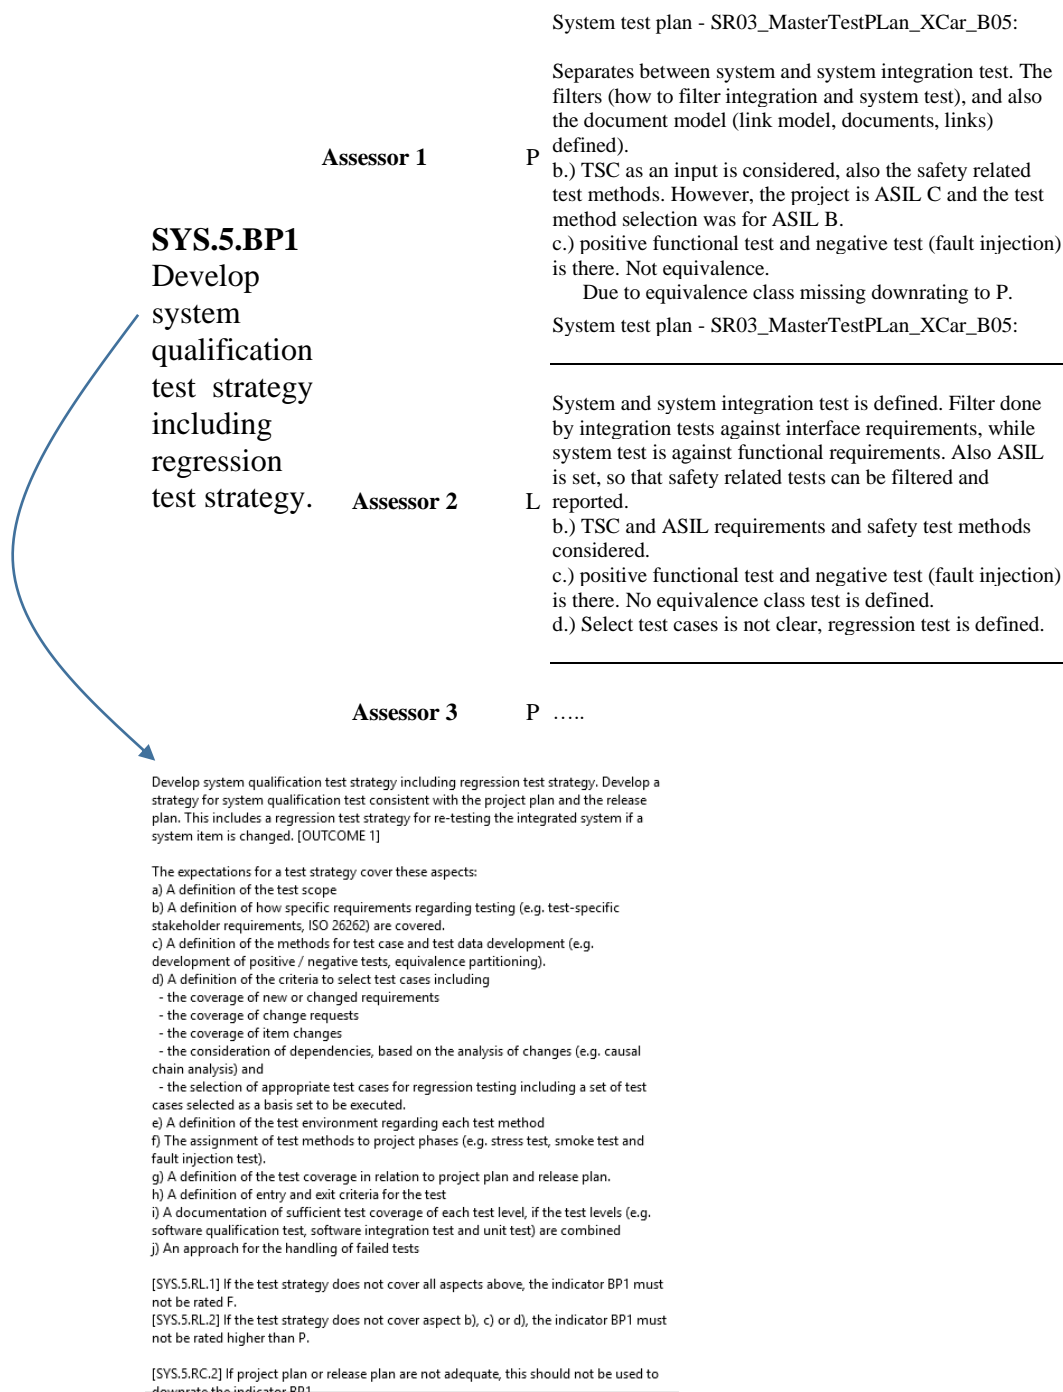 System test plan - SR03_MasterTestPLan_XCar_B05:
Separates between system and system integration test. The
filters (how to filter integration and system test), and also
the document model (link model, documents, links)
defined).
Assessor 1
P
b.) TSC as an input is considered, also the safety related
test methods. However, the project is ASIL C and the test
method selection was for ASIL B.
c.) positive functional test and negative test (fault injection)
is there. Not equivalence.
Due to equivalence class missing downrating to P.
System test plan - SR03_MasterTestPLan_XCar_B05:
SYS.5.BP1
Develop
system
qualification
test strategy
including
regression
test strategy.
System and system integration test is defined. Filter done
by integration tests against interface requirements, while
system test is against functional requirements. Also ASIL
is set, so that safety related tests can be filtered and
Assessor 2
L
reported.
b.) TSC and ASIL requirements and safety test methods
considered.
c.) positive functional test and negative test (fault injection)
is there. No equivalence class test is defined.
d.) Select test cases is not clear, regression test is defined.
Assessor 3
P
…..
Develop system qualification test strategy including regression test strategy. Develop a
strategy for system qualification test consistent with the project plan and the release
plan. This includes a regression test strategy for re-testing the integrated system if a
system item is changed. [OUTCOME 1]
The expectations for a test strategy cover these aspects:
a) A definition of the test scope
b) A definition of how specific requirements regarding testing (e.g. test-specific
stakeholder requirements, ISO 26262) are covered.
c) A definition of the methods for test case and test data development (e.g.
development of positive / negative tests, equivalence partitioning).
d) A definition of the criteria to select test cases including
- the coverage of new or changed requirements
- the coverage of change requests
- the coverage of item changes
- the consideration of dependencies, based on the analysis of changes (e.g. causal
chain analysis) and
- the selection of appropriate test cases for regression testing including a set of test
cases selected as a basis set to be executed.
e) A definition of the test environment regarding each test method
f) The assignment of test methods to project phases (e.g. stress test, smoke test and
fault injection test).
g) A definition of the test coverage in relation to project plan and release plan.
h) A definition of entry and exit criteria for the test
i) A documentation of sufficient test coverage of each test level, if the test levels (e.g.
software qualification test, software integration test and unit test) are combined
j) An approach for the handling of failed tests
[SYS.5.RL.1] If the test strategy does not cover all aspects above, the indicator BP1 must
not be rated F.
[SYS.5.RL.2] If the test strategy does not cover aspect b), c) or d), the indicator BP1 must
not be rated higher than P.
[SYS.5.RC.2] If project plan or release plan are not adequate, this should not be used to
downrate the indicator BP1